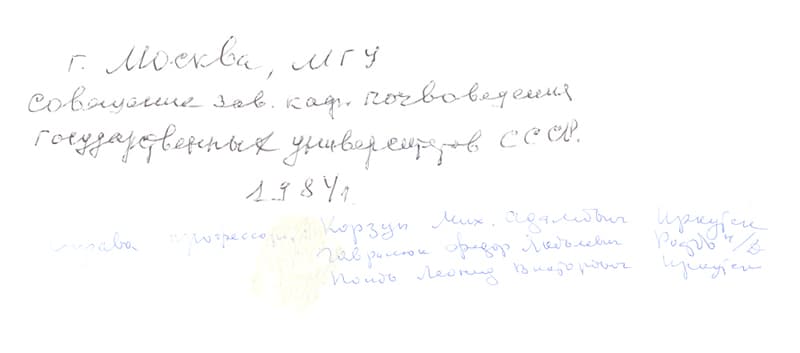 г. Москва, МГУ
Совещание зав. каф. почвоведения
государственных университетов СССР.
1984 г.
справа профессора: Корзун Мих. Адамович Иркутск
Гаврилюк Федор Яковлевич Ростов н/Д
Леонид Викторович Иркутск